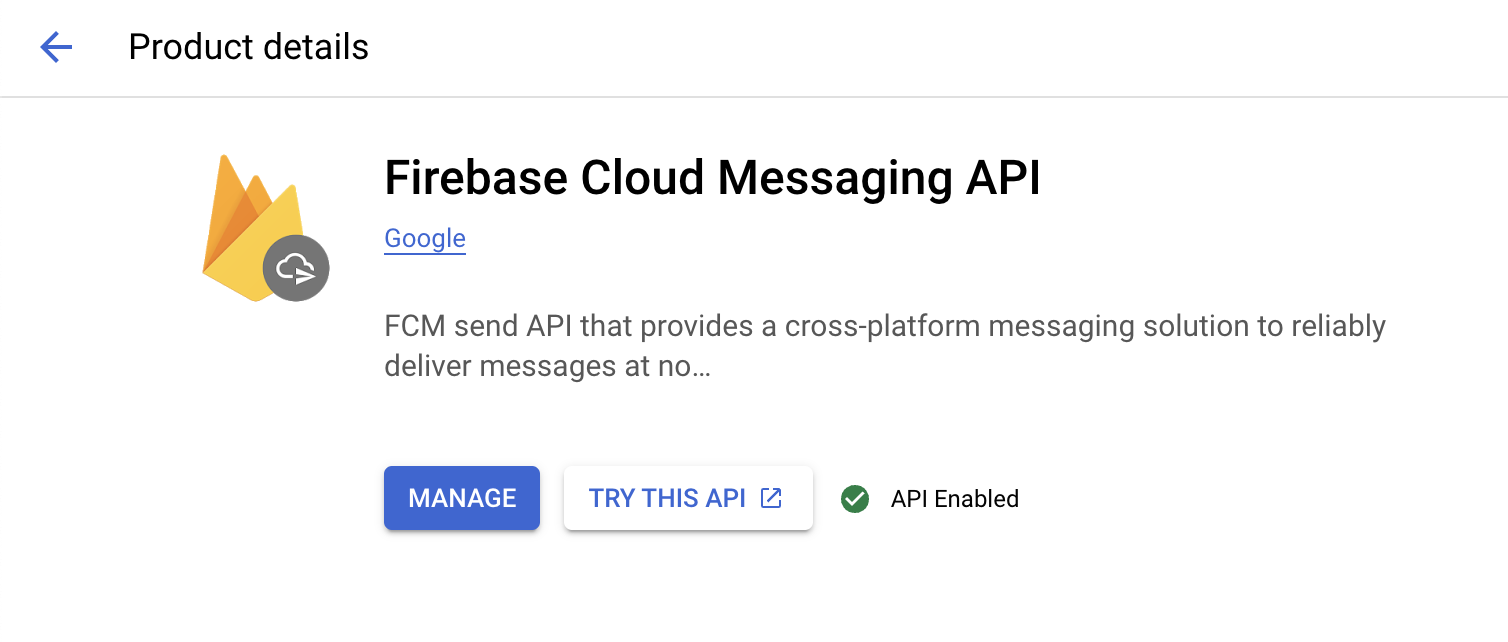 Product details
Firebase Cloud Messaging API
Google
FCM send API that provides a cross-platform messaging solution to reliably
deliver messages at no...
MANAGE
TRY THIS API
API Enabled